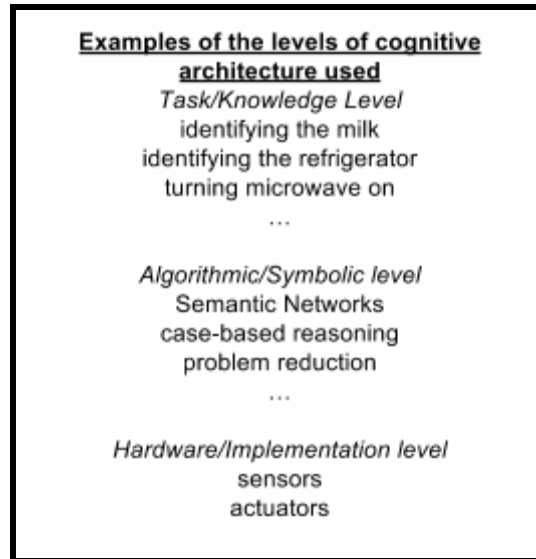 Examples of the levels of cognitive
architecture used
Task/Knowledge Level
identifying the milk
identifying the refrigerator
turning microwave on
...
Algorithmic/Symbolic level
Semantic Networks
case-based reasoning
problem reduction
...
Hardware/Implementation level
sensors
actuators